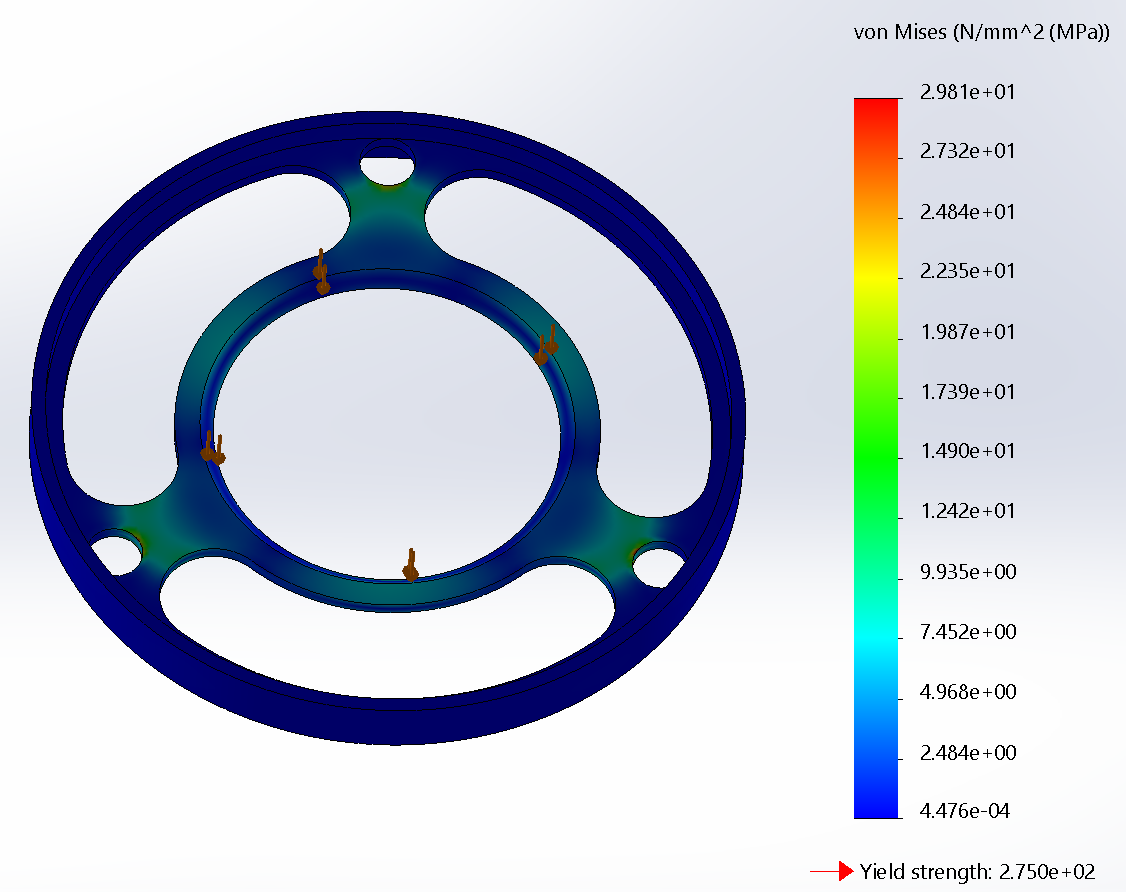 von Mises (N/mm^2 (MPa))
2.981e+01
2.732e+01
2.484e+01
2.235e+01
1.987e+01
1.739e+01
1.490e+01
1.242e+01
9.935e+00
7.452e+00
4.968e+00
2.484e+00
4.476e-04
Yield strength: 2.750e+02